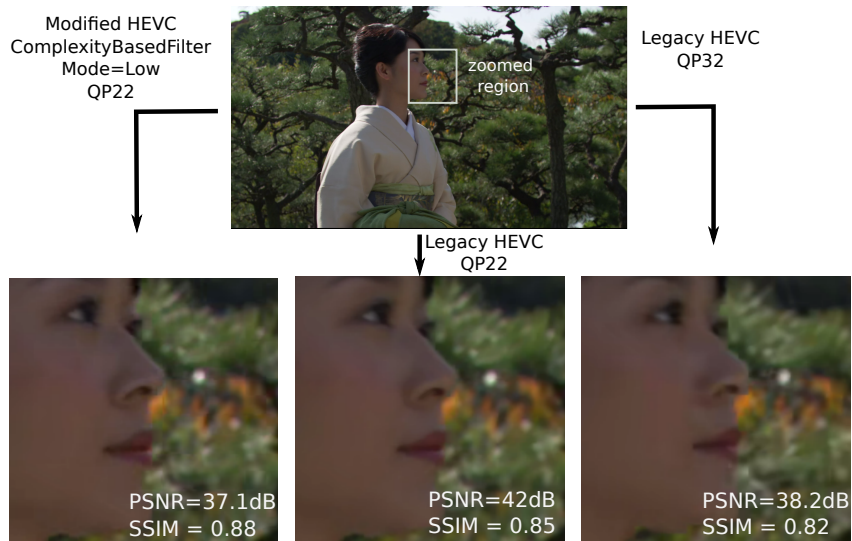 Modified HEVC
ComplexityBasedFilter
Mode=Low
QP22
zoomed
region
Legacy HEVC
QP32
Legacy HEVC
QP22
PSNR=37.1dB
SSIM = 0.88
PSNR=42dB
SSIM = 0.85
PSNR=38.2dB
SSIM = 0.82